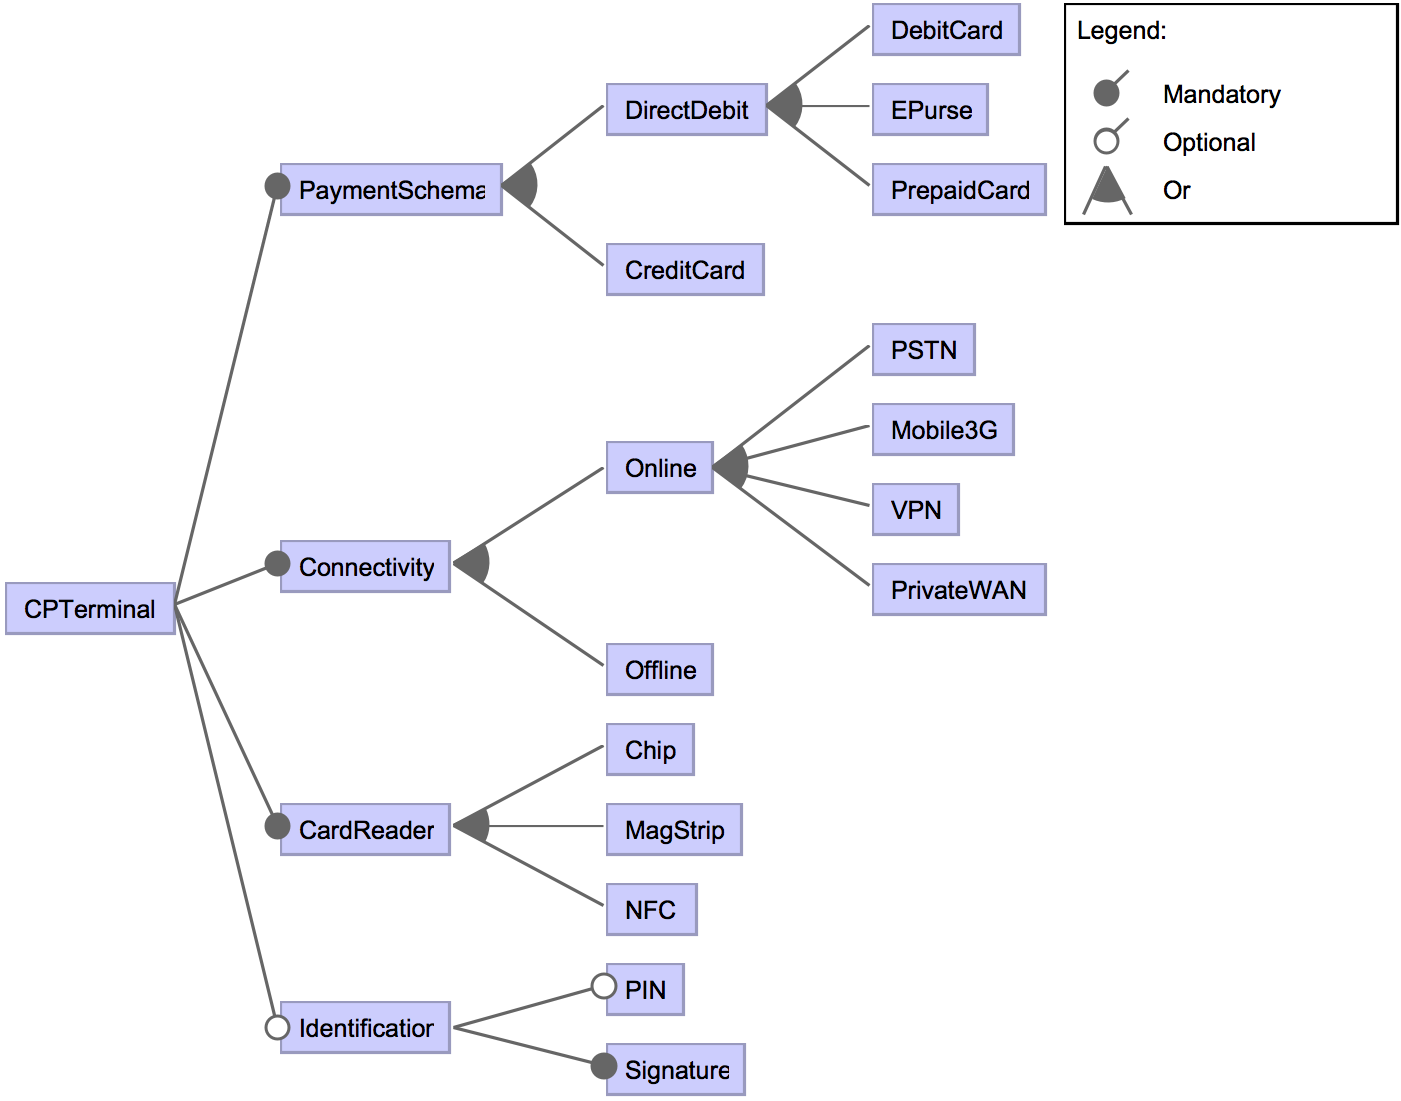 DebitCard
DirectDebit
EPurse
PaymentSchema
PrepaidCard
CreditCard
PSTN
Mobile3G
Online
VPN
Connectivity
PrivateWAN
CPTerminal
Offline
Chip
CardReader
MagStrip
NFC
PIN
Identificatior
Signature
Legend:
Mandatory
Optional
Or